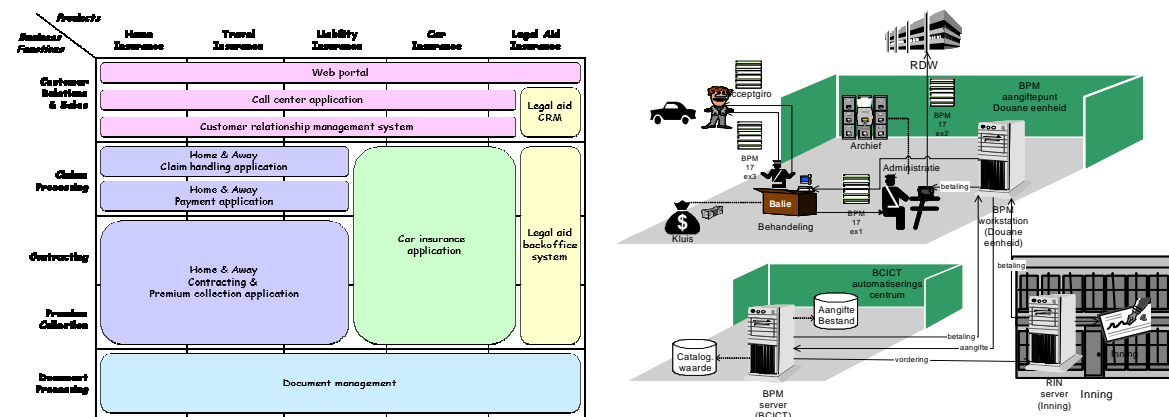 Products
Business
Functions
Home
Insurance
Travel
Insurance
Liability
Insurance
Car
Insurance
Legal Aid
Insurance
Customer
Relations
& Sales
Web portal
Call center application
Legal aid
CRM
Customer relationship management system
Claim
Processing
Home & Away
Claim handling application
Home & Away
Payment application
Car insurance
application
Legal aid
backoffice
system
Contracting
Home & Away
Contracting &
Premium collection application
Premium
Collection
Document
Processing
Document management
RDW
cceptgiro
BPM
17
ex3
BPM
17
ex2
BPM
aangiftepunt
Douane eenheid
Archief
Administratie
Balie
Behandeling
BPM
17
ex1
Kluis
betaling
BPM
workstation
(Douane
eenheid)
betaling
BCICT
automatiserings
centrum
Aangifte
Bestand
Catalog.
waarde
betaling
aangifte
vordering
BPM
server
(BCICT)
Inning
RIN
server
(Inning)
Inning